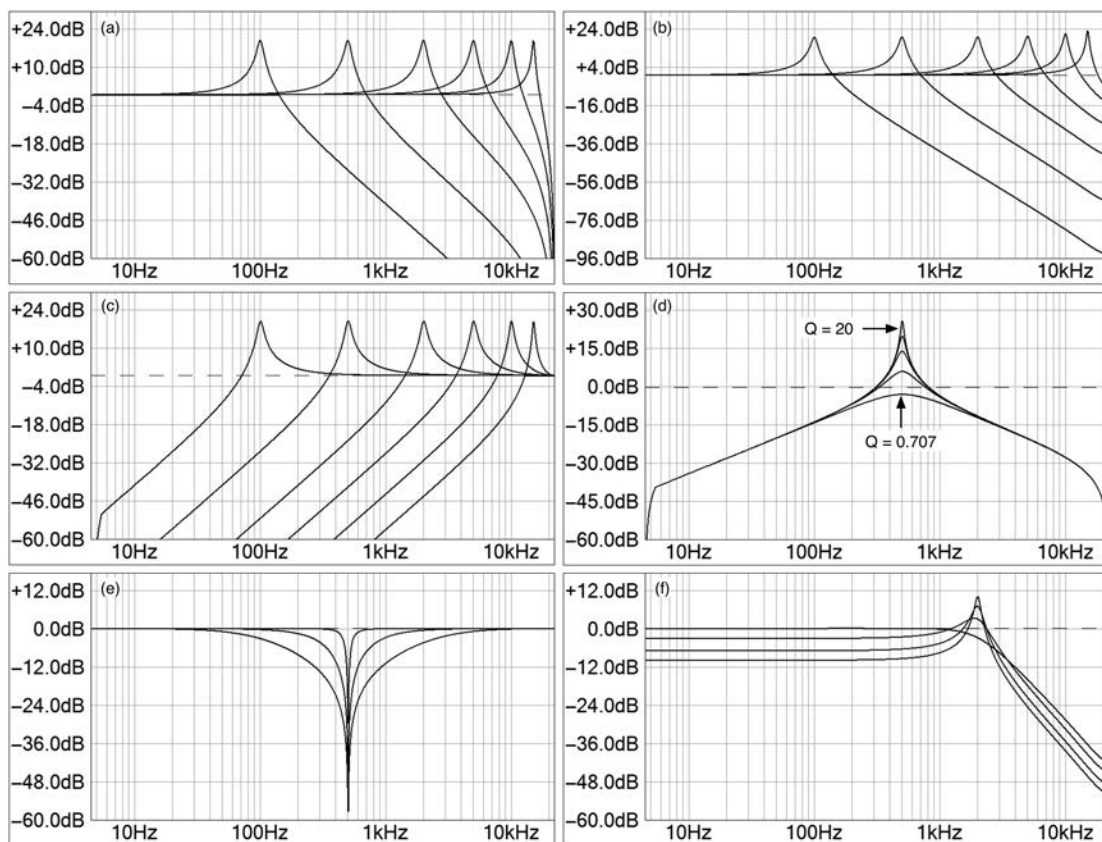 +24.0dB
(a)
+10.0dB
−4.0dB
−18.0dB
−32.0dB
−46.0dB
−60.0dB
10Hz
100Hz
1kHz
10kHz
+24.0dB
(b)
+4.0dB
−16.0dB
−36.0dB
−56.0dB
−76.0dB
−96.0dB
10Hz
100Hz
1kHz
10kHz
+24.0dB
(c)
+10.0dB
−4.0dB
−18.0dB
−32.0dB
−46.0dB
−60.0dB
10Hz
100Hz
1kHz
10kHz
+30.0dB
(d)
Q = 20
+15.0dB
0.0dB
Q = 0.707
−15.0dB
−30.0dB
−45.0dB
−60.0dB
10Hz
100Hz
1kHz
10kHz
+12.0dB
(e)
0.0dB
−12.0dB
−24.0dB
−36.0dB
−48.0dB
−60.0dB
10Hz
100Hz
1kHz
10kHz
+12.0dB
(f)
0.0dB
−12.0dB
−24.0dB
−36.0dB
−48.0dB
−60.0dB
10Hz
100Hz
1kHz
10kHz